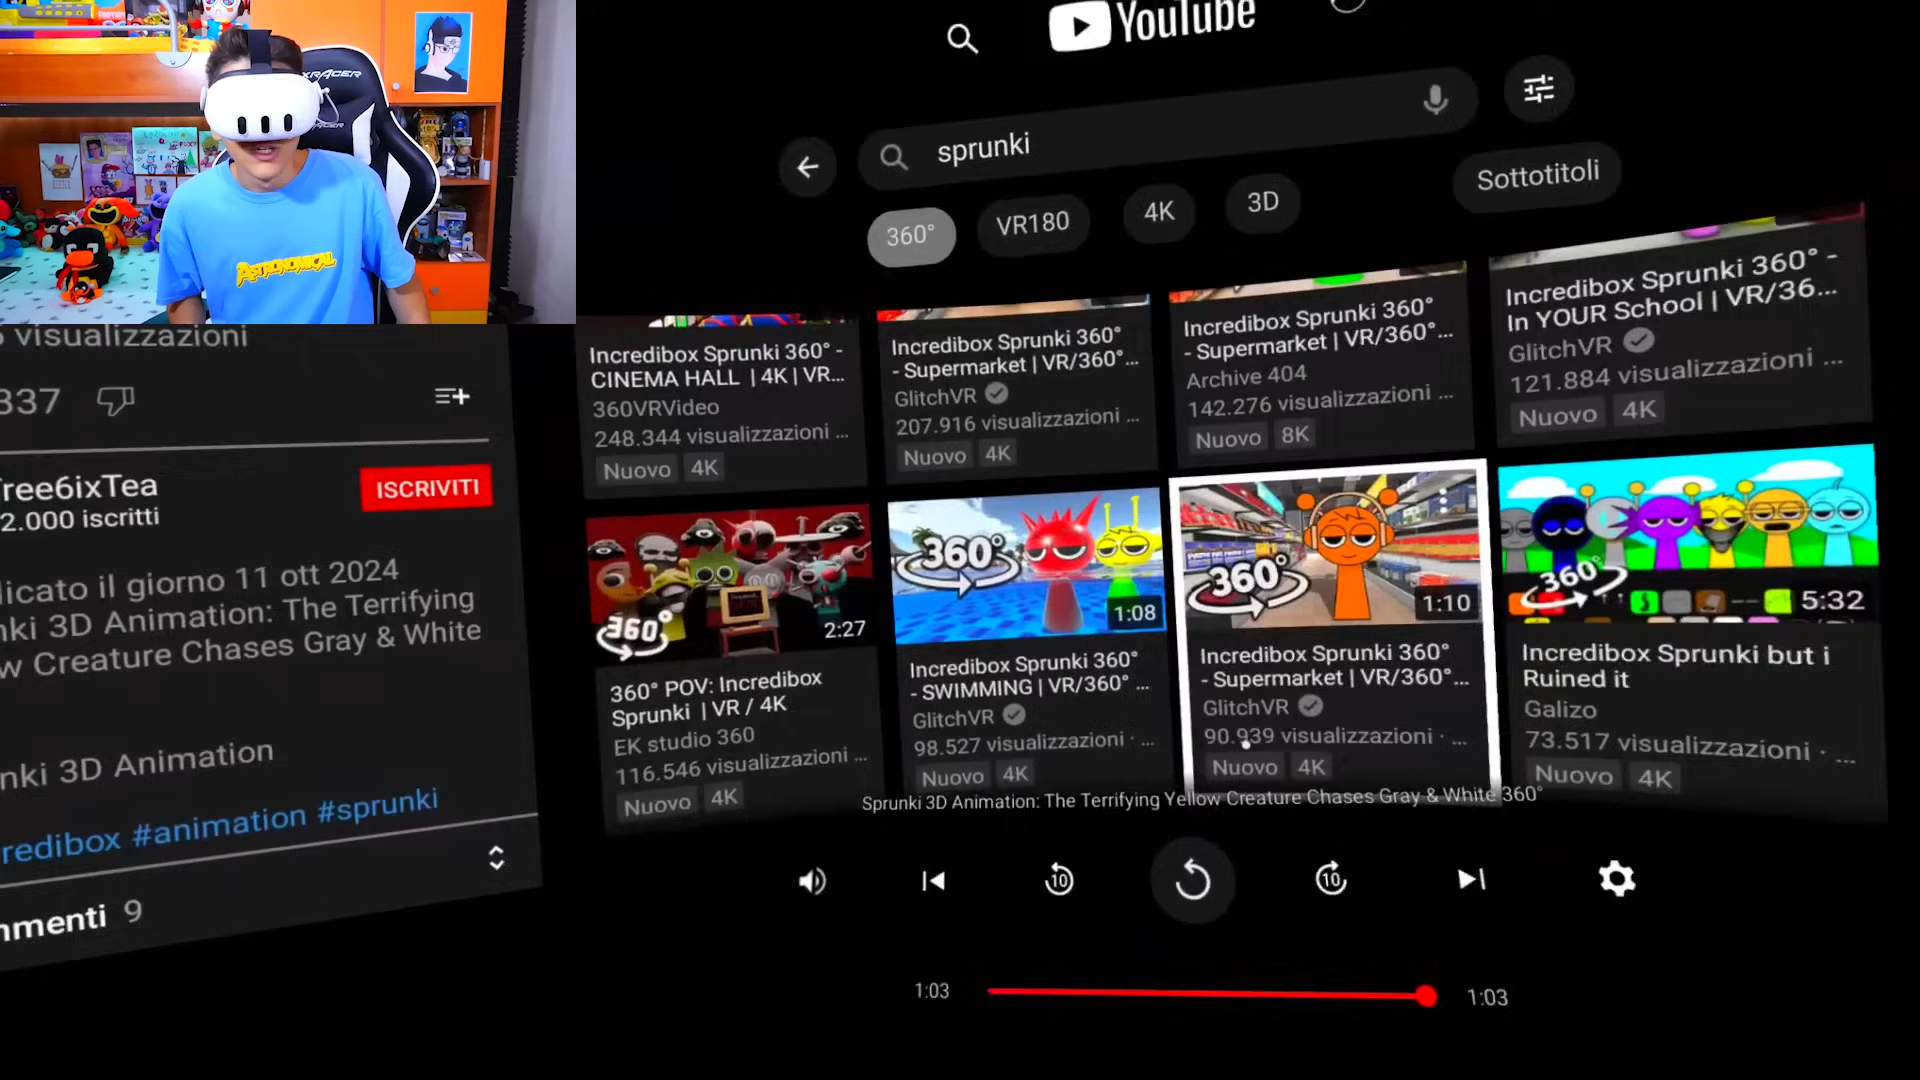 YouTube
sprunki
360°
VR180
4K
3D
Sottotitoli
XRACER
ASTRONOMICAL
visualizzazioni
337
ree6ixTea
ISCRIVITI
2.000 iscritti
licato il giorno 11 ott 2024
nki 3D Animation: The Terrifying
w Creature Chases Gray & White
nki 3D Animation
redibox #animation #sprunki
mmenti 9
Incredibox Sprunki 360° -
CINEMA HALL | 4K | VR...
360VRVideo
248.344 visualizzazioni ...
Nuovo 4K
Incredibox Sprunki 360°
- Supermarket | VR/360°...
GlitchVR
207.916 visualizzazioni ...
Nuovo 4K
Incredibox Sprunki 360°
- Supermarket | VR/360°...
Archive 404
142.276 visualizzazioni ...
Nuovo 8K
Incredibox Sprunki 360° -
In YOUR School | VR/36...
GlitchVR
121.884 visualizzazioni ...
Nuovo 4K
360°
2:27
360° POV: Incredibox
Sprunki | VR / 4K
EK studio 360
116.546 visualizzazioni ...
Nuovo 4K
360°
1:08
Incredibox Sprunki 360°
- SWIMMING | VR/360° ...
GlitchVR
98.527 visualizzazioni · ...
Nuovo 4K
360°
1:10
Incredibox Sprunki 360°
- Supermarket | VR/360°...
GlitchVR
90.939 visualizzazioni · ...
Nuovo 4K
360°
5:32
Incredibox Sprunki but i
Ruined it
Galizo
73.517 visualizzazioni · ...
Nuovo 4K
Sprunki 3D Animation: The Terrifying Yellow Creature Chases Gray & White 360°
10
10
1:03
1:03